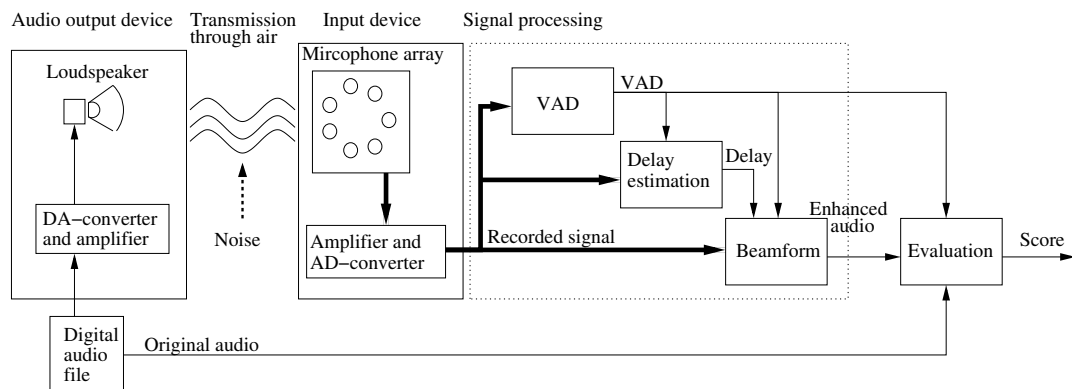 Audio output device
Transmission
through air
Input device
Signal processing
Loudspeaker
Mircophone array
VAD
VAD
Delay
estimation
Delay
DA−converter
and amplifier
Noise
Amplifier and
AD−converter
Recorded signal
Beamform
Enhanced
audio
Evaluation
Score
Digital
audio
file
Original audio